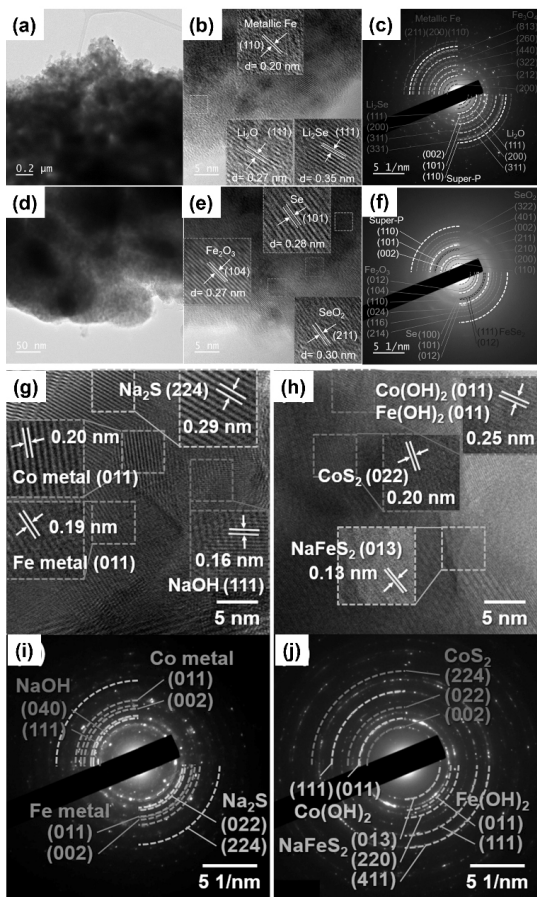 (a)
0.2 µm
(b)
Metallic Fe
(110)
d= 0.20 nm
Li₂O
(111)
d=0.27 nm
Li₂Se
(111)
d=0.35 nm
5 nm
(c)
Metallic Fe
(211)(200)(110)
(813)
(260)
(440)
(322)
(212)
(200)
Li₂Se
(111)
(200)
(311)
(331)
Li₂O
(111)
(200)
(311)
(002)
(101)
(110)
Super-P
5 1/nm
(d)
50 nm
(e)
Se
(101)
d= 0.28 nm
Fe₂O₃
(104)
d=0.27 nm
SeO₂
(211)
d= 0.30 nm
5 nm
(f)
SeO₂
(322)
(401)
(002)
(211)
(210)
(200)
(110)
Super-P
(110)
(101)
(002)
Fe₂O₃
(012)
(104)
(110)
(024)
(116)
(214)
Se(100)
(101)
(012)
(111)
(012)
5 1/nm
(g)
Na₂S (224)
0.29 nm
0.20 nm
Co metal (011)
0.19 nm
Fe metal (011)
0.16 nm
NaOH (111)
5 nm
(h)
Co(OH)₂ (011)
Fe(OH)₂ (011)
0.25 nm
CoS₂ (022)
0.20 nm
NaFeS₂ (013)
0.13 nm
5 nm
(i)
Co metal
(011)
(002)
NaOH
(040)
(111)
Fe metal
(011)
(002)
Na₂S
(022)
(224)
5 1/nm
(j)
CoS₂
(224)
(022)
(002)
(111) (011)
Co(OH)₂
Fe(OH)₂
(011)
(111)
NaFeS₂ (013)
(220)
(411)
5 1/nm